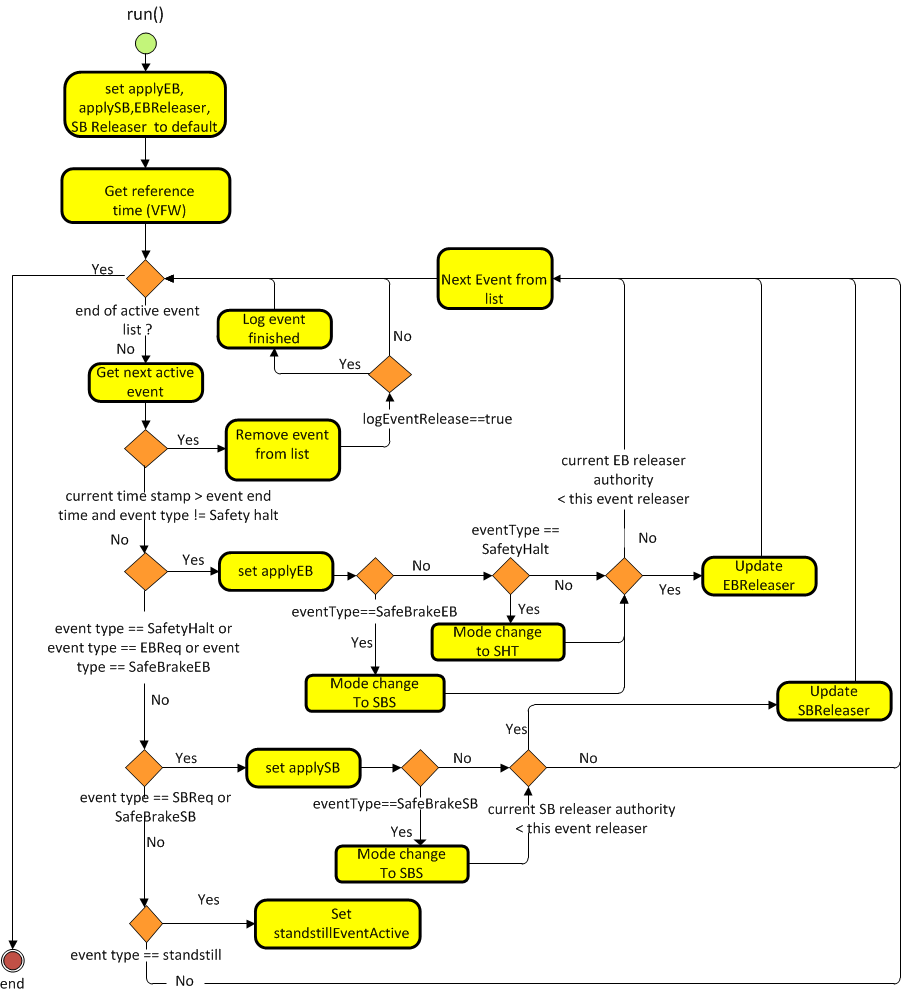 run()
set applyEB,
applySB,EBReleaser,
SB Releaser to default
Get reference
time (VFW)
Yes
end of active event
list ?
No
Next Event from
list
Log event
finished
No
Yes
Get next active
event
logEventRelease==true
Yes
Remove event
from list
current time stamp > event end
time and event type != Safety halt
No
current EB releaser
authority
< this event releaser
Yes
set applyEB
No
eventType ==
SafetyHalt
No
No
Yes
Update
EBReleaser
eventType==SafeBrakeEB
Yes
Yes
Mode change
to SHT
event type == SafetyHalt or
event type == EBReq or event
type == SafeBrakeEB
Mode change
To SBS
No
Update
SBReleaser
Yes
Yes
set applySB
No
No
event type == SBReq or
SafeBrakeSB
eventType==SafeBrakeSB
current SB releaser authority
< this event releaser
Yes
No
Mode change
To SBS
Yes
Set
standstillEventActive
event type == standstill
No
end